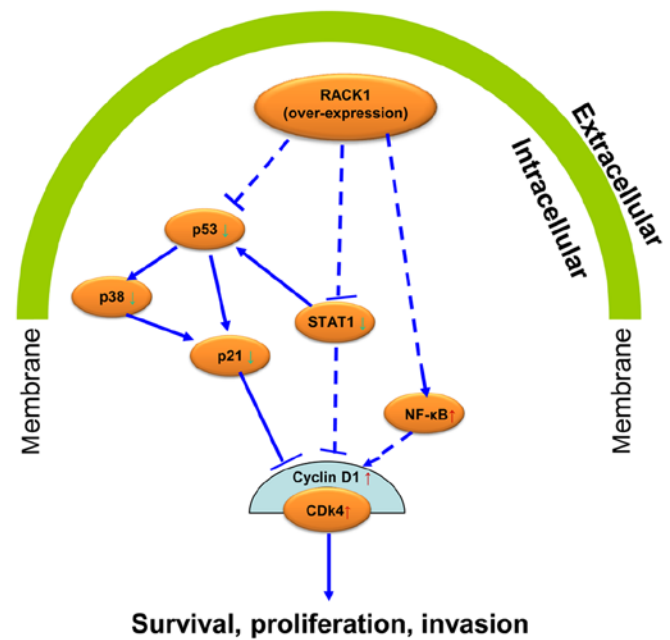 RACK1
(over-expression)
Extracellular
Intracellular
p53 ↓
p38 ↓
STAT1 ↓
p21 ↓
Membrane
Membrane
NF-κB ↑
Cyclin D1 ↑
CDk4 ↑
Survival, proliferation, invasion